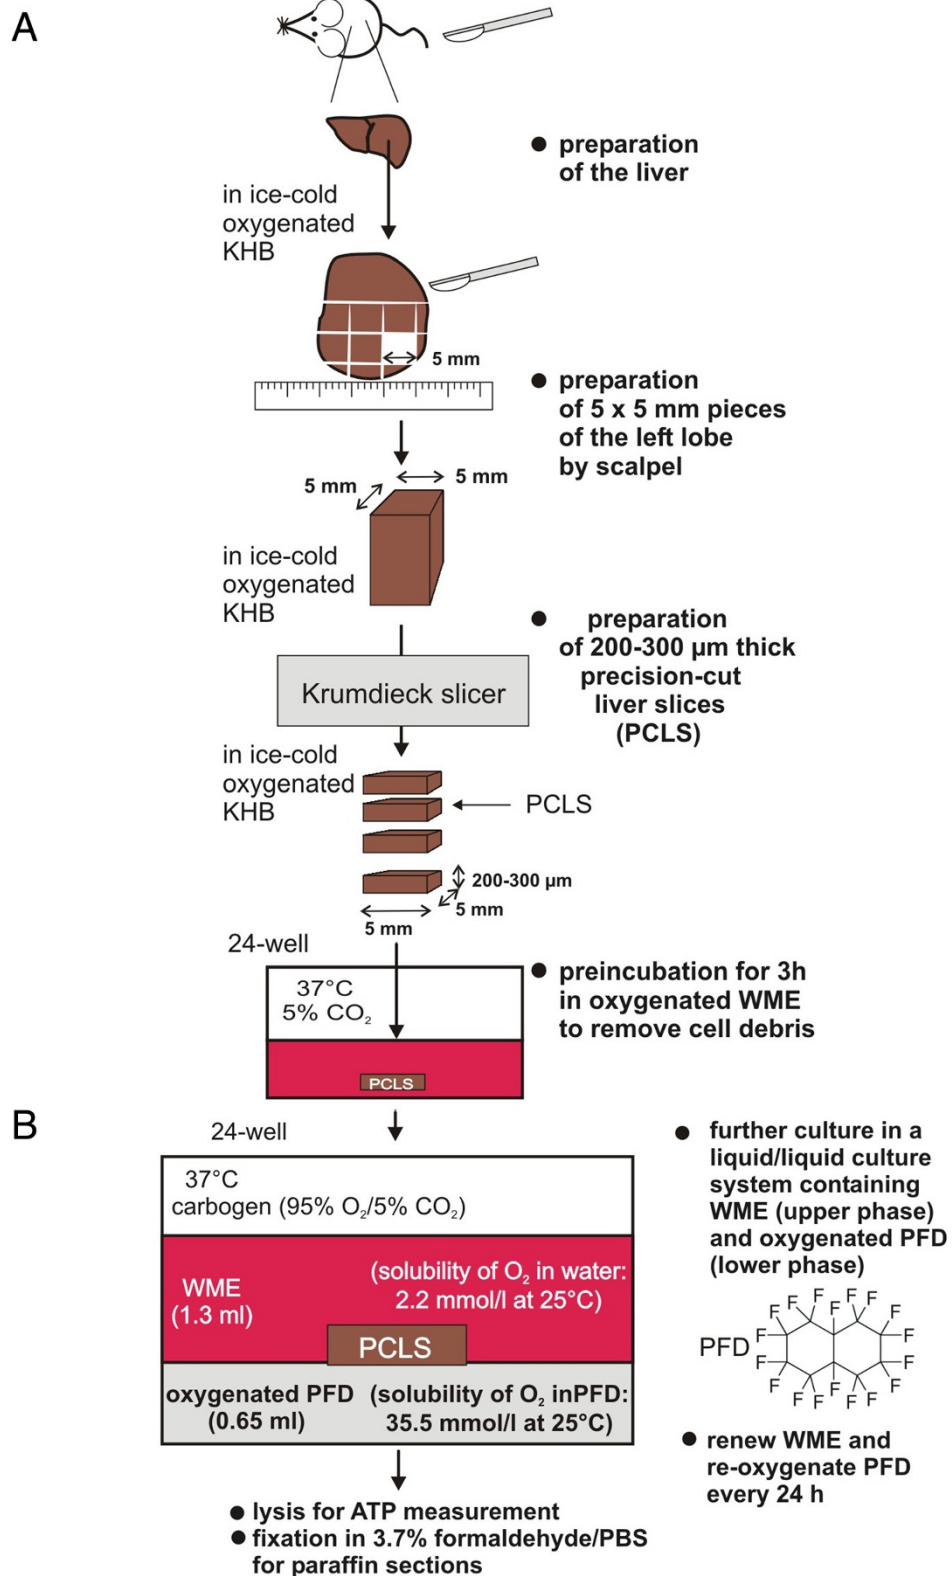 A
● preparation
of the liver
in ice-cold
oxygenated
KHB
5 mm
● preparation
of 5 x 5 mm pieces
of the left lobe
by scalpel
5 mm
5 mm
in ice-cold
oxygenated
KHB
● preparation
of 200-300 µm thick
precision-cut
liver slices
(PCLS)
Krumdieck slicer
in ice-cold
oxygenated
KHB
PCLS
200-300 µm
5 mm
5 mm
24-well
37°C
5% CO₂
● preincubation for 3h
in oxygenated WME
to remove cell debris
PCLS
B
24-well
37°C
carbogen (95% O₂/5% CO₂)
WME
(1.3 ml)
(solubility of O₂ in water:
2.2 mmol/l at 25°C)
PCLS
oxygenated PFD
(0.65 ml)
(solubility of O₂ inPFD:
35.5 mmol/l at 25°C)
● further culture in a
liquid/liquid culture
system containing
WME (upper phase)
and oxygenated PFD
(lower phase)
F F F F
F F
PFD F F
F F
F F F F
F F
F F
● renew WME and
re-oxygenate PFD
every 24 h
● lysis for ATP measurement
● fixation in 3.7% formaldehyde/PBS
for paraffin sections